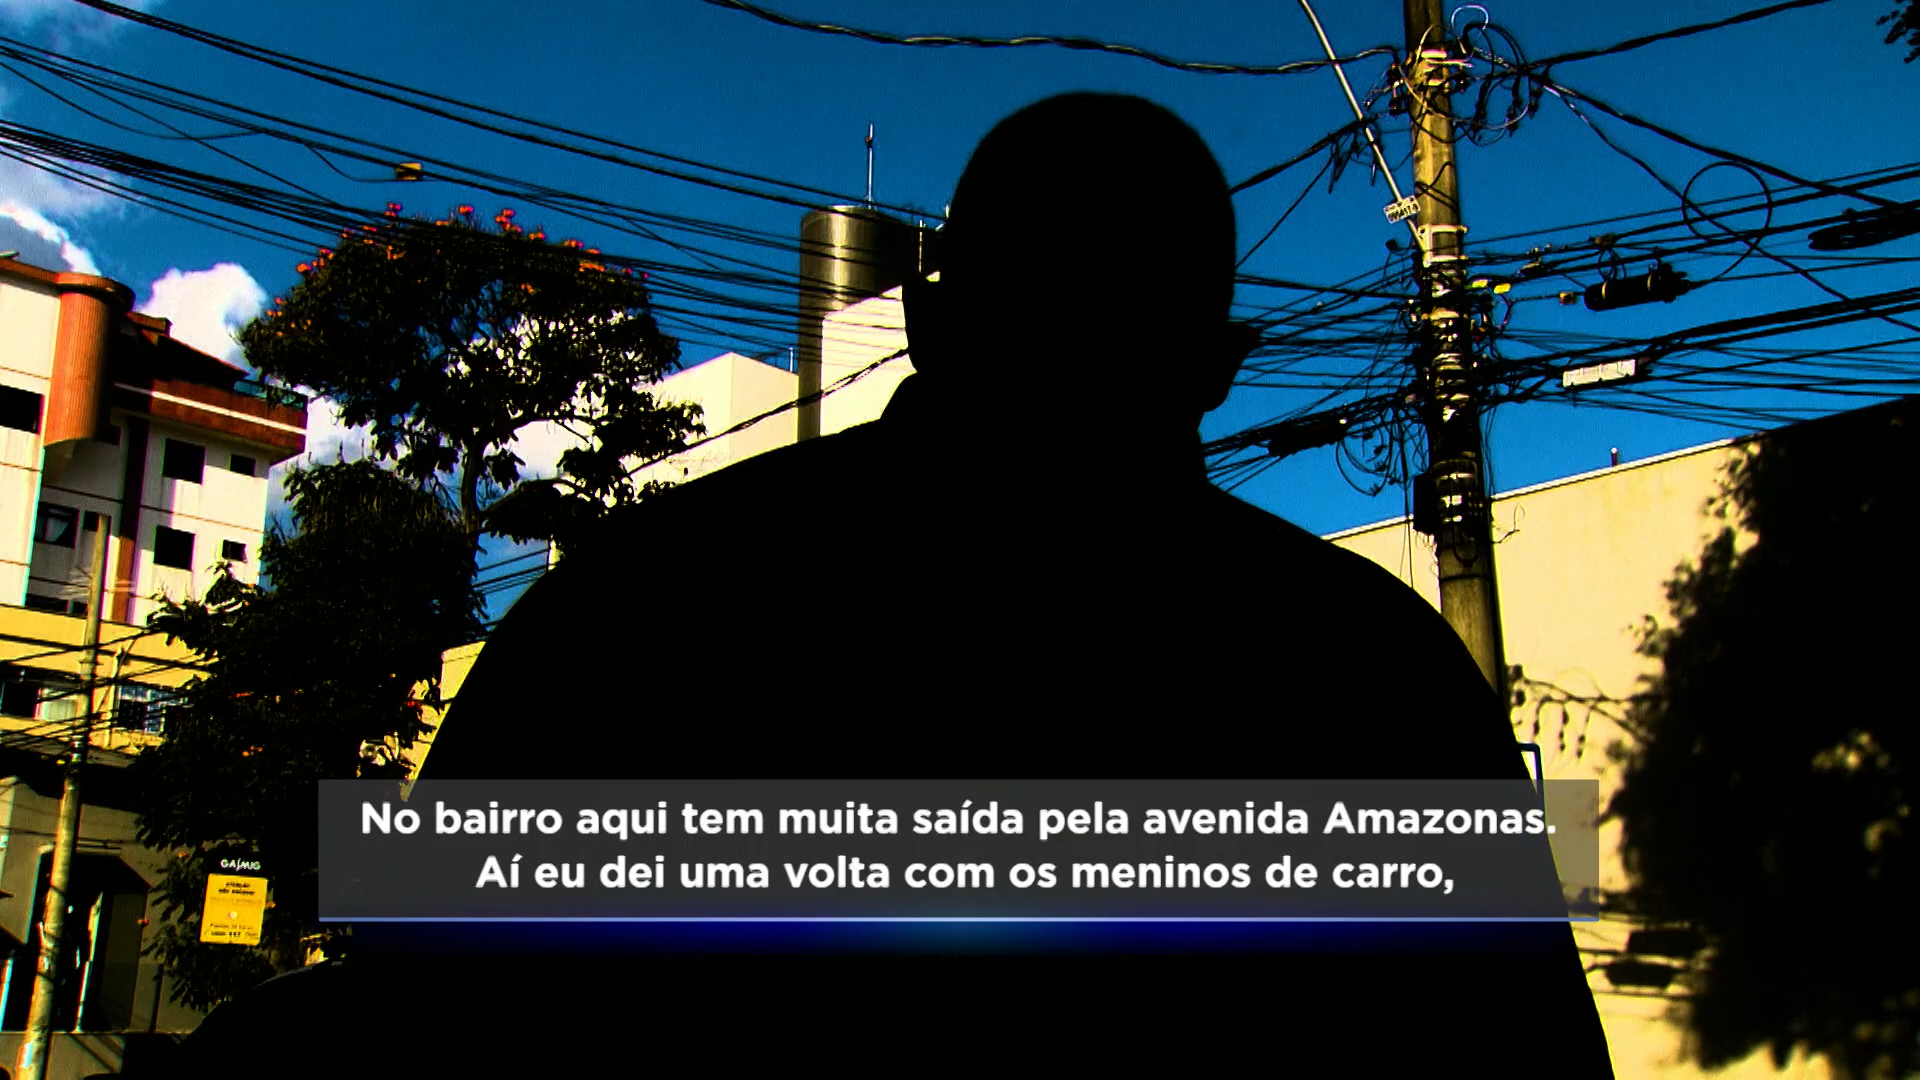 GASMIG
No bairro aqui tem muita saída pela avenida Amazonas.
Aí eu dei uma volta com os meninos de carro,